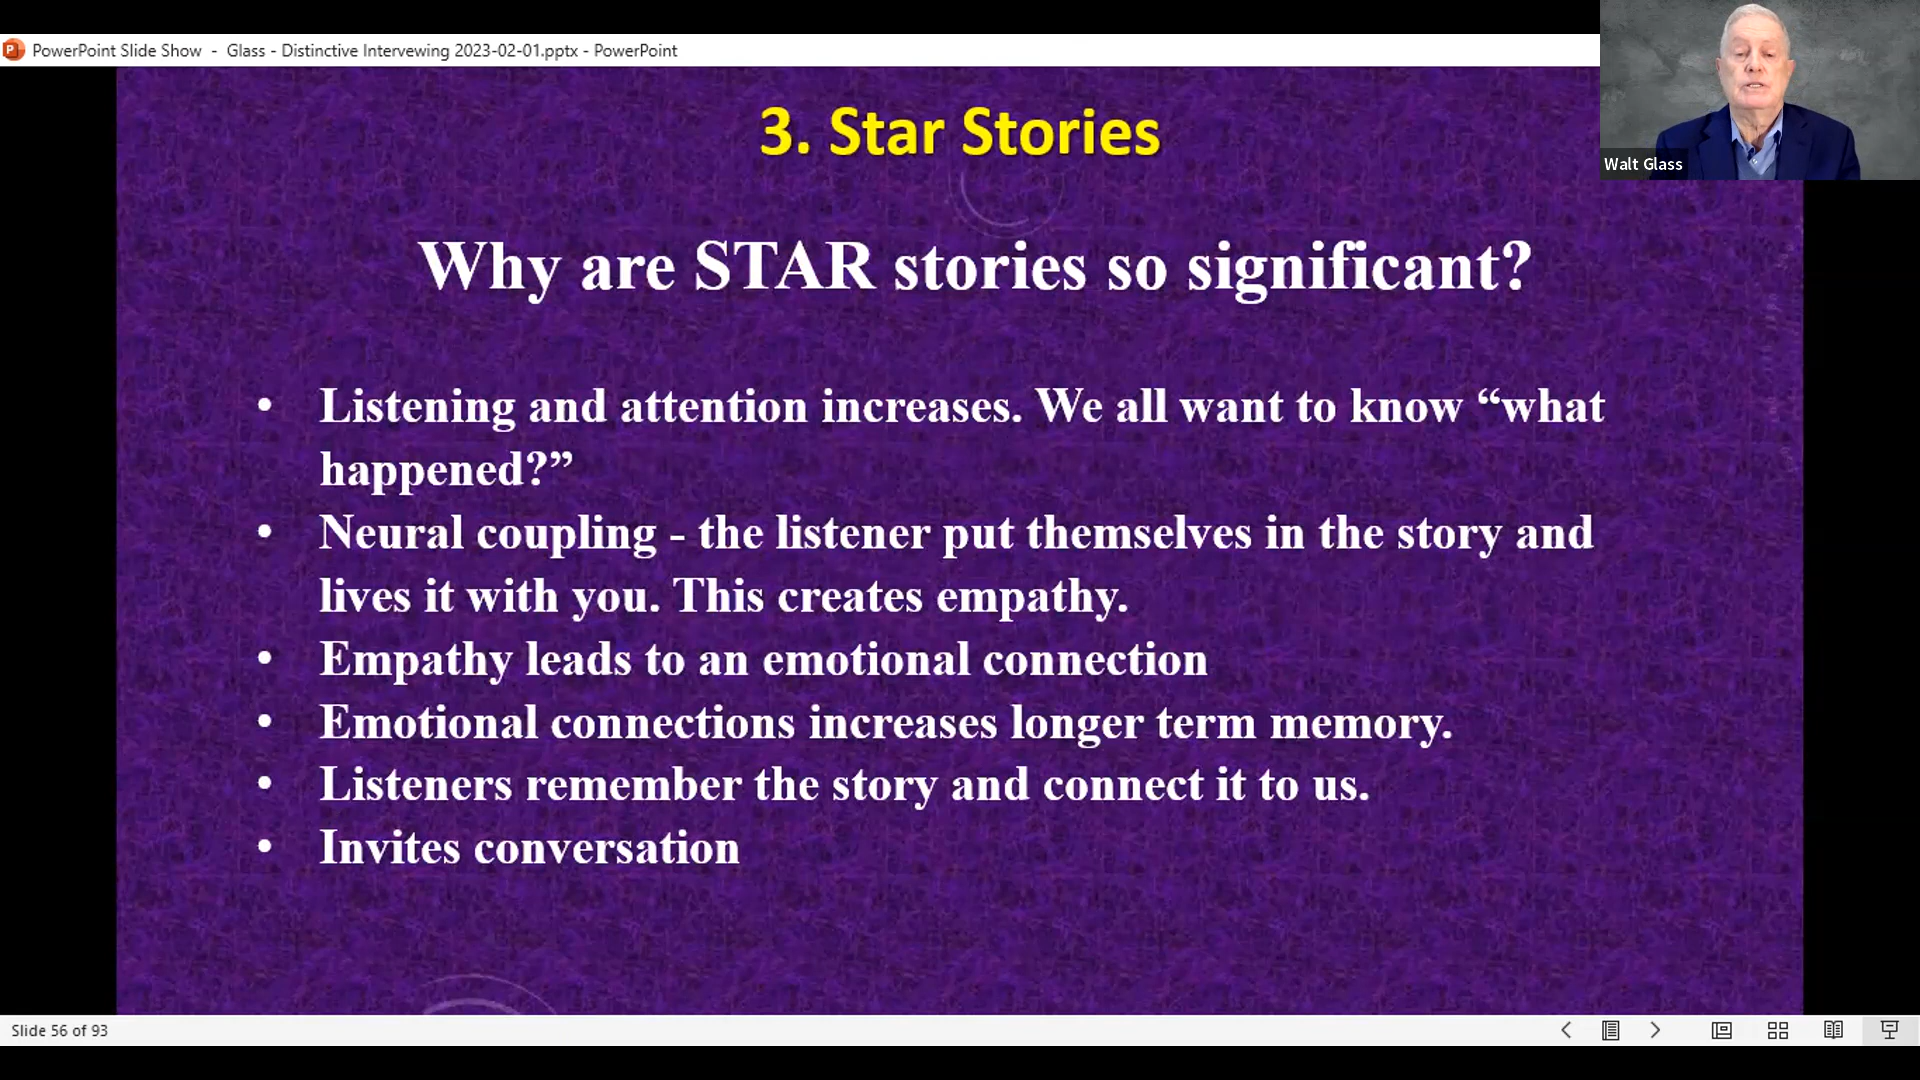 PowerPoint Slide Show - Glass - Distinctive Intervewing 2023-02-01.pptx - PowerPoint
Walt Glass
3. Star Stories
Why are STAR stories so significant?
• Listening and attention increases. We all want to know “what
happened?”
• Neural coupling - the listener put themselves in the story and
lives it with you. This creates empathy.
• Empathy leads to an emotional connection
• Emotional connections increases longer term memory.
• Listeners remember the story and connect it to us.
• Invites conversation
Slide 56 of 93